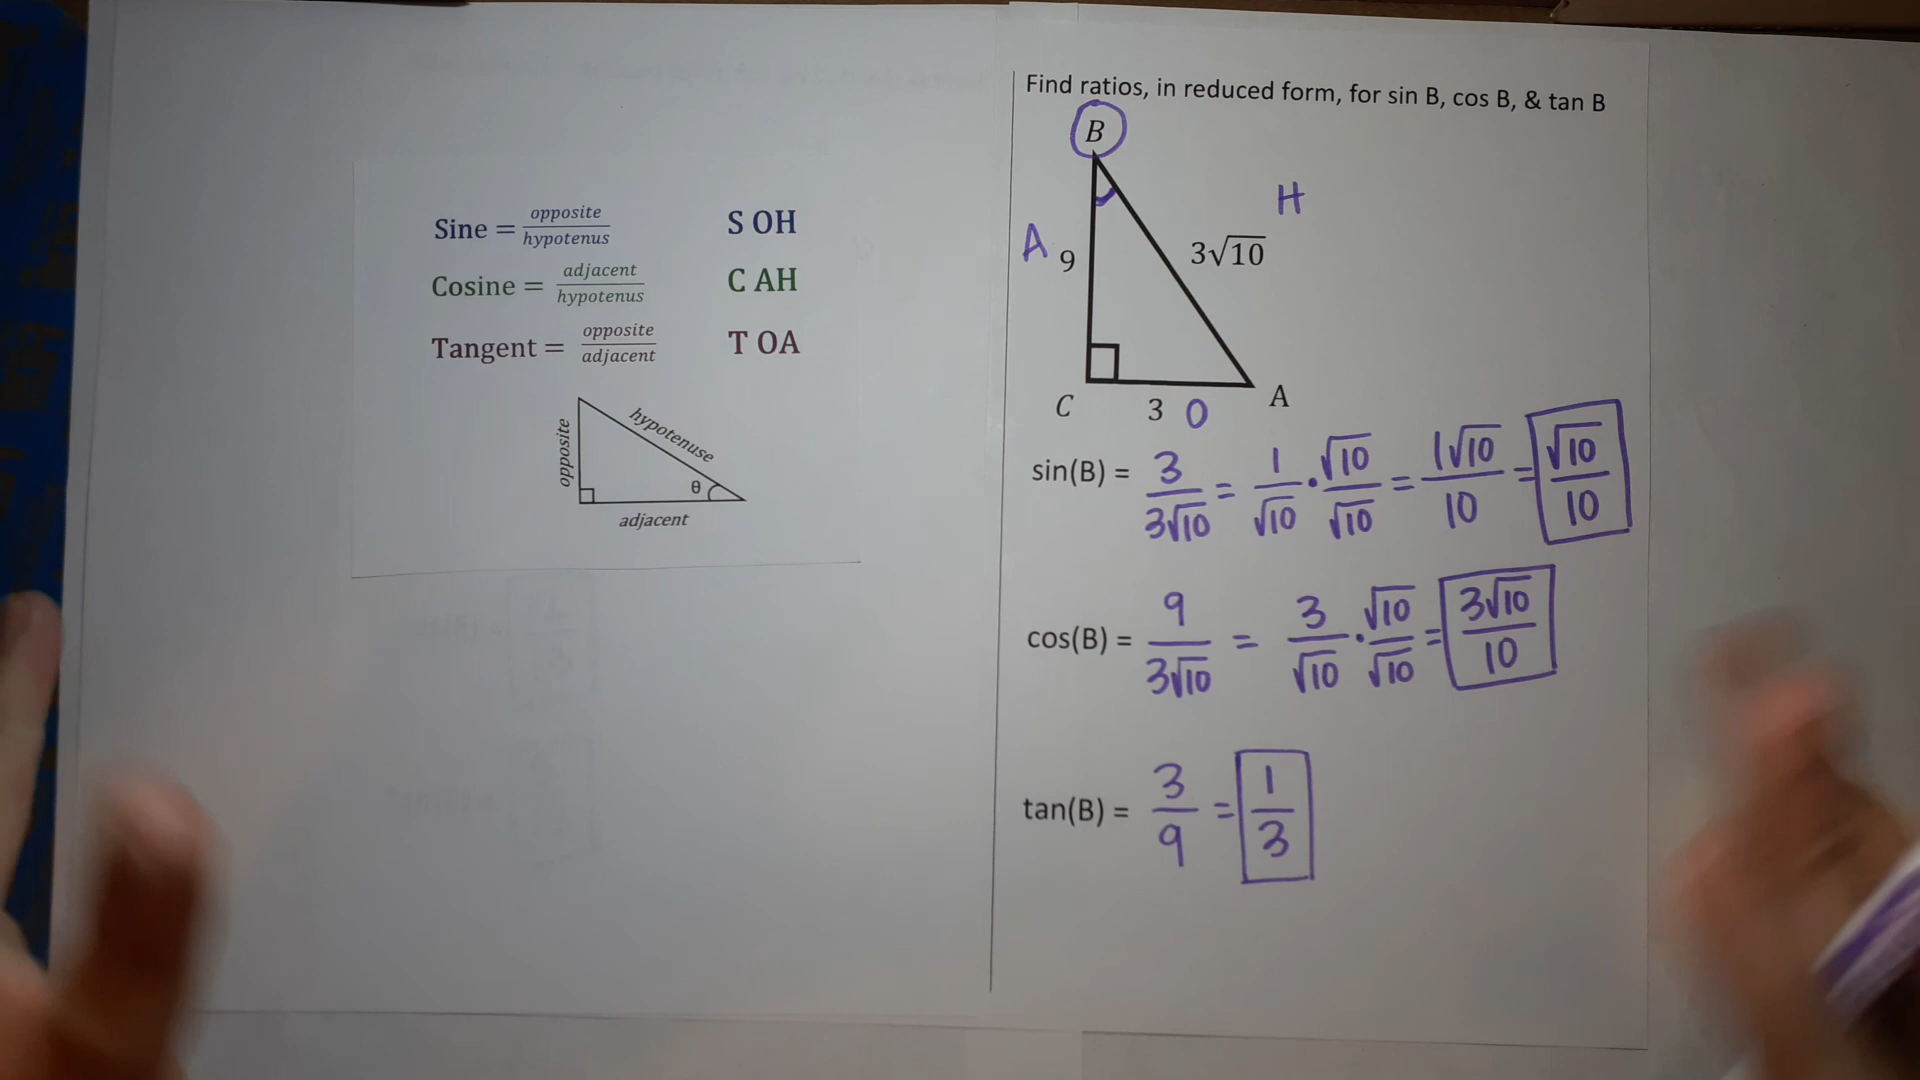 Sine = opposite/hypotenus S OH
Cosine = adjacent/hypotenus C AH
Tangent = opposite/adjacent T OA
opposite
hypotenuse
θ
adjacent
Find ratios, in reduced form, for sin B, cos B, & tan B
B
H
A 9
3√10
C
3 O
A
sin(B) = 3/3√10 = 1/√10 · √10/√10 = 1√10/10 = √10/10
cos(B) = 9/3√10 = 3/√10 · √10/√10 = 3√10/10
tan(B) = 3/9 = 1/3